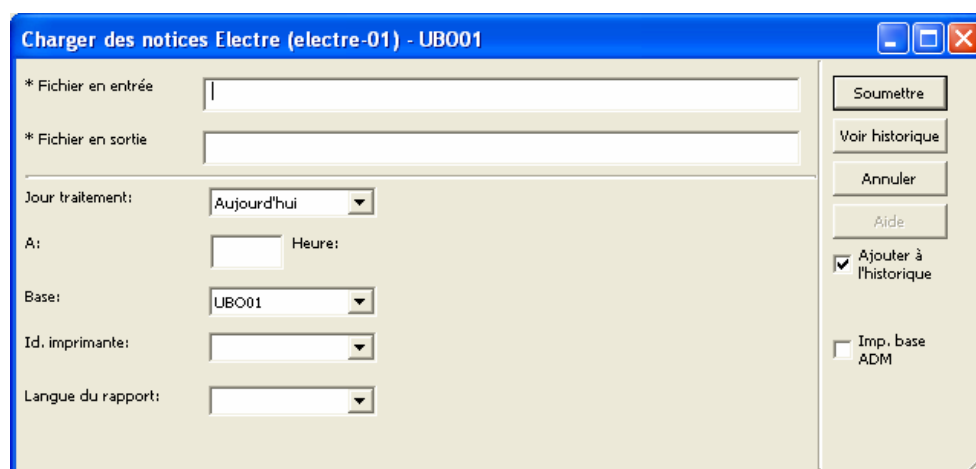 Charger des notices Electre (electre-01) - UBO01
* Fichier en entrée
* Fichier en sortie
Jour traitement:
Aujourd'hui
A:
Heure:
Base:
UBO01
Id. imprimante:
Langue du rapport:
Soumettre
Voir historique
Annuler
Aide
Ajouter à
l'historique
Imp. base
ADM